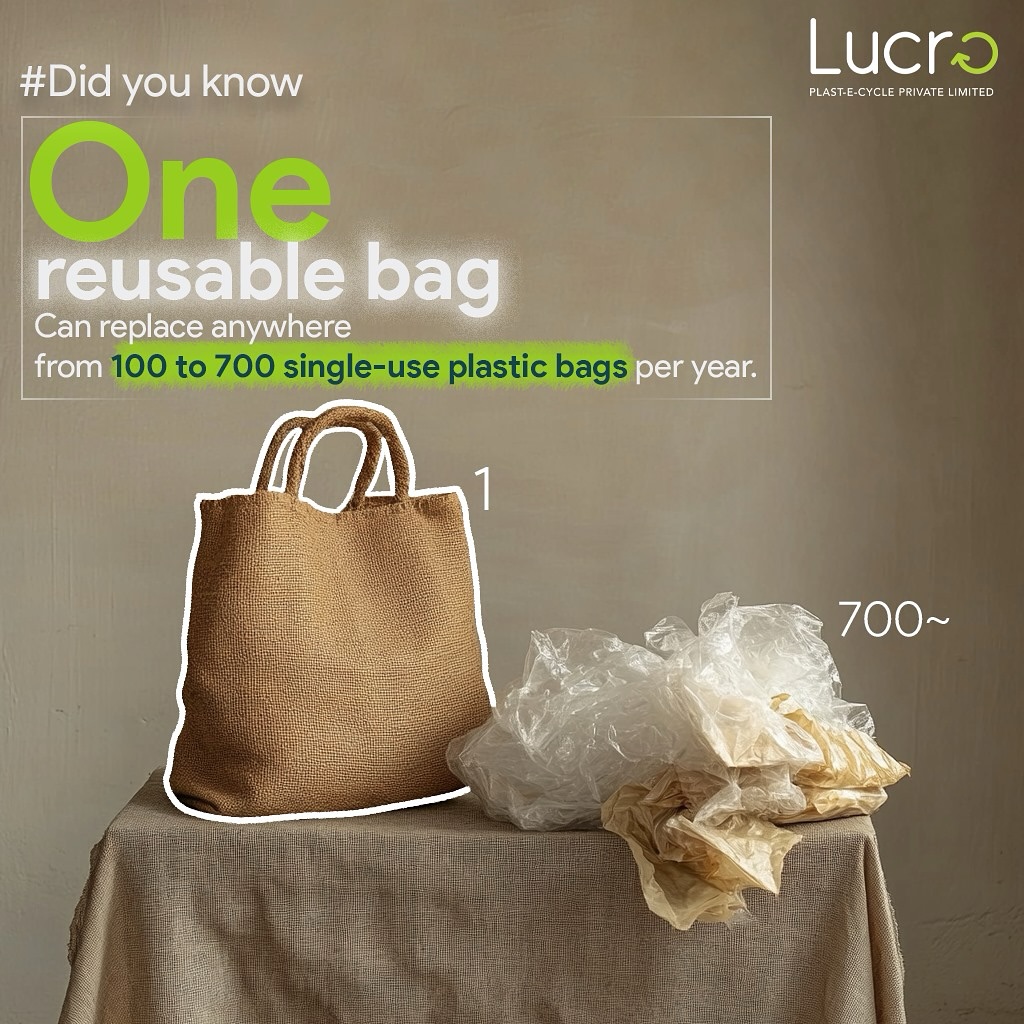 Lucro
PLAST-E-CYCLE PRIVATE LIMITED
#Did you know
One
reusable bag
Can replace anywhere
from 100 to 700 single-use plastic bags per year.
1
700~